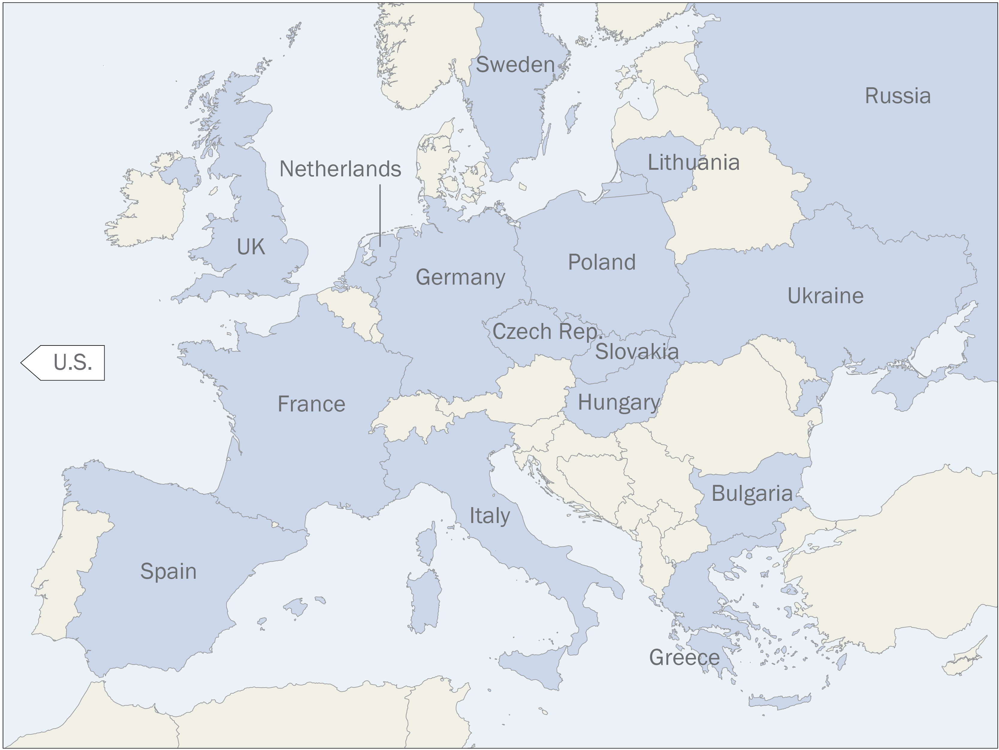 Sweden
Russia
Lithuania
Netherlands
UK
Poland
Germany
Ukraine
Czech Rep.
Slovakia
U.S.
France
Hungary
Bulgaria
Italy
Spain
Greece